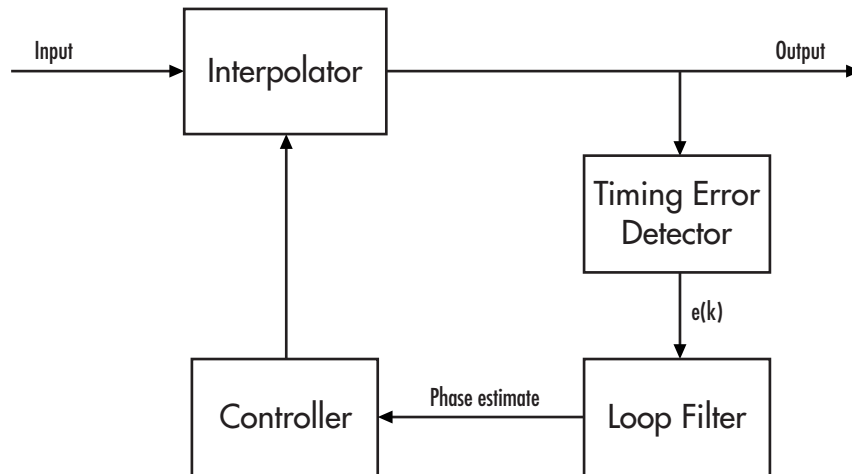 Input
Interpolator
Output
Timing Error
Detector
e(k)
Phase estimate
Controller
Loop Filter